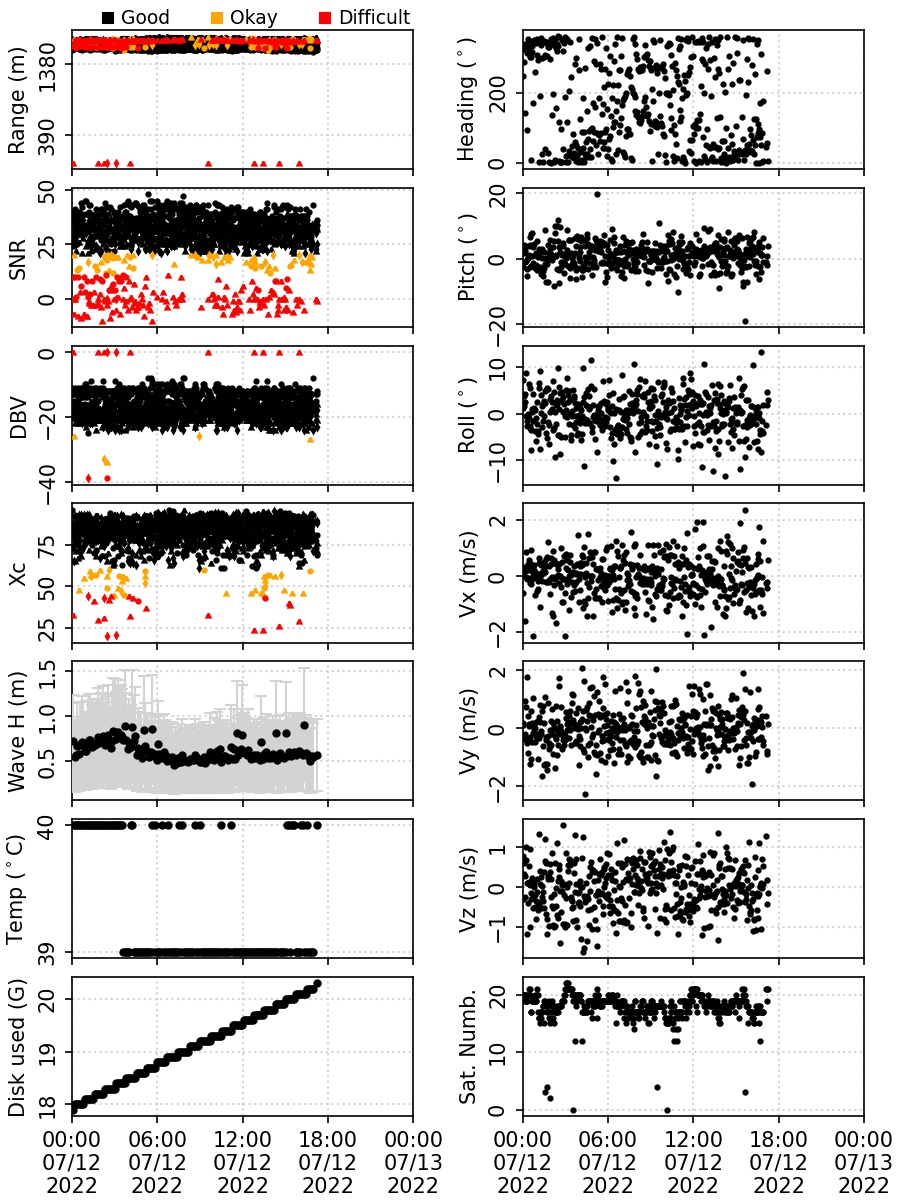 Good Okay Difficult
Range (m)
1380
390
Heading (°)
200
0
SNR
50
25
0
Pitch (°)
20
0
−20
DBV
0
−20
−40
Roll (°)
10
0
−10
Xc
75
50
25
Vx (m/s)
2
0
−2
Wave H (m)
1.5
1.0
0.5
Vy (m/s)
2
0
−2
Temp (°C)
40
39
Vz (m/s)
1
0
−1
Disk used (G)
20
19
18
Sat. Numb.
20
10
0
00:00 06:00 12:00 18:00 00:00
07/12 07/12 07/12 07/12 07/13
2022 2022 2022 2022 2022
00:00 06:00 12:00 18:00 00:00
07/12 07/12 07/12 07/12 07/13
2022 2022 2022 2022 2022